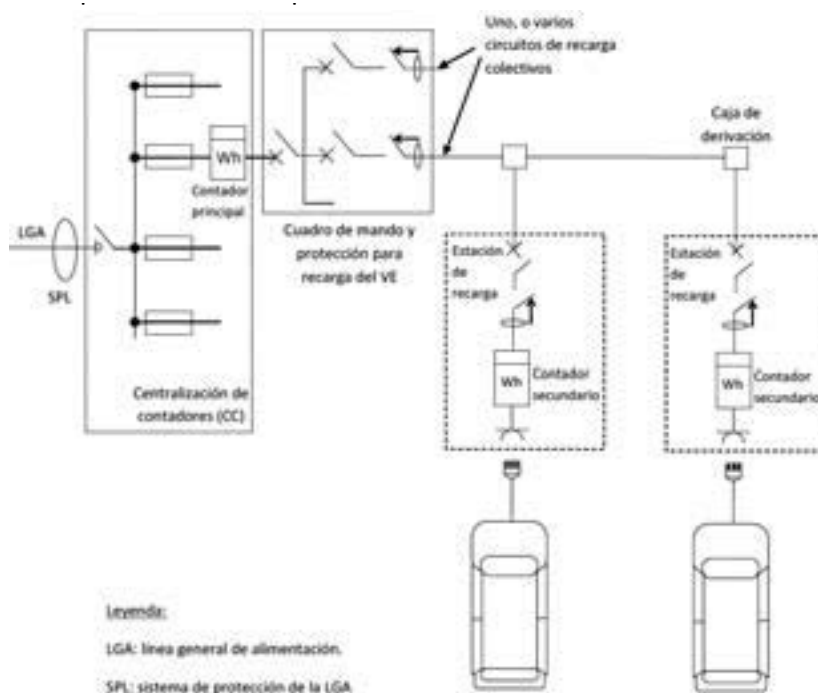 Uno, o varios
circuitos de recarga
colectivos
Caja de
derivación
Wh
Contador
principal
LGA
SPL
Cuadro de mando y
protección para
recarga del VE
Centralización de
contadores (CC)
Estación
de
recarga
Wh
Contador
secundario
Estación
de
recarga
Wh
Contador
secundario
Leyenda:
LGA: línea general de alimentación.
SPL: sistema de protección de la LGA